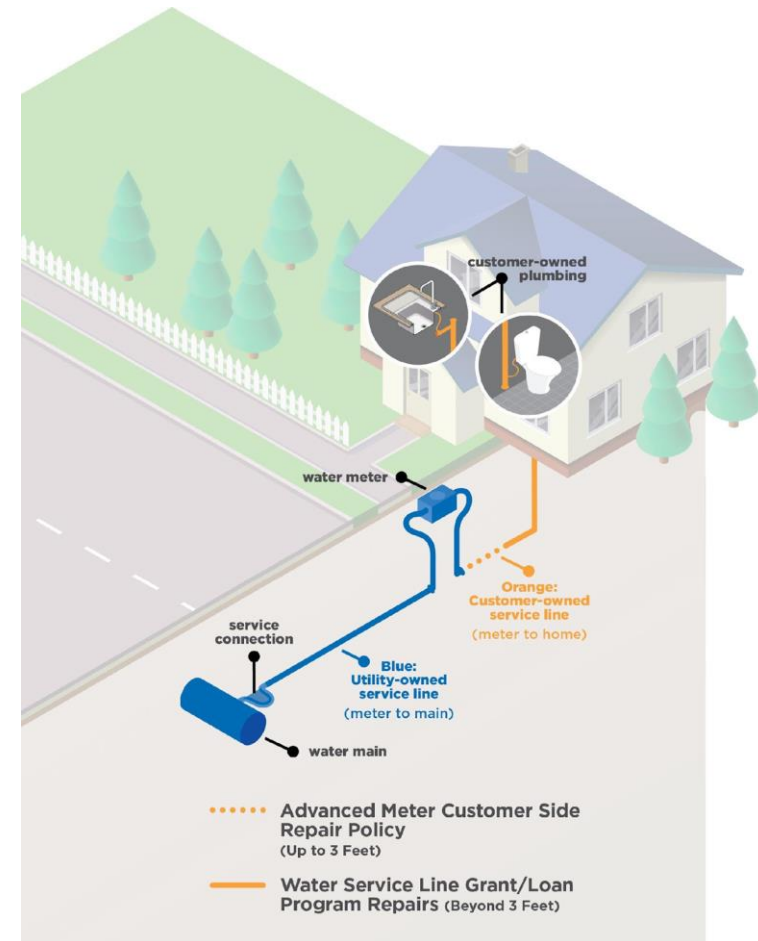 customer-owned
plumbing
water meter
Orange:
Customer-owned
service line
(meter to home)
service
connection
Blue:
Utility-owned
service line
(meter to main)
water main
Advanced Meter Customer Side
Repair Policy
(Up to 3 Feet)
Water Service Line Grant/Loan
Program Repairs (Beyond 3 Feet)